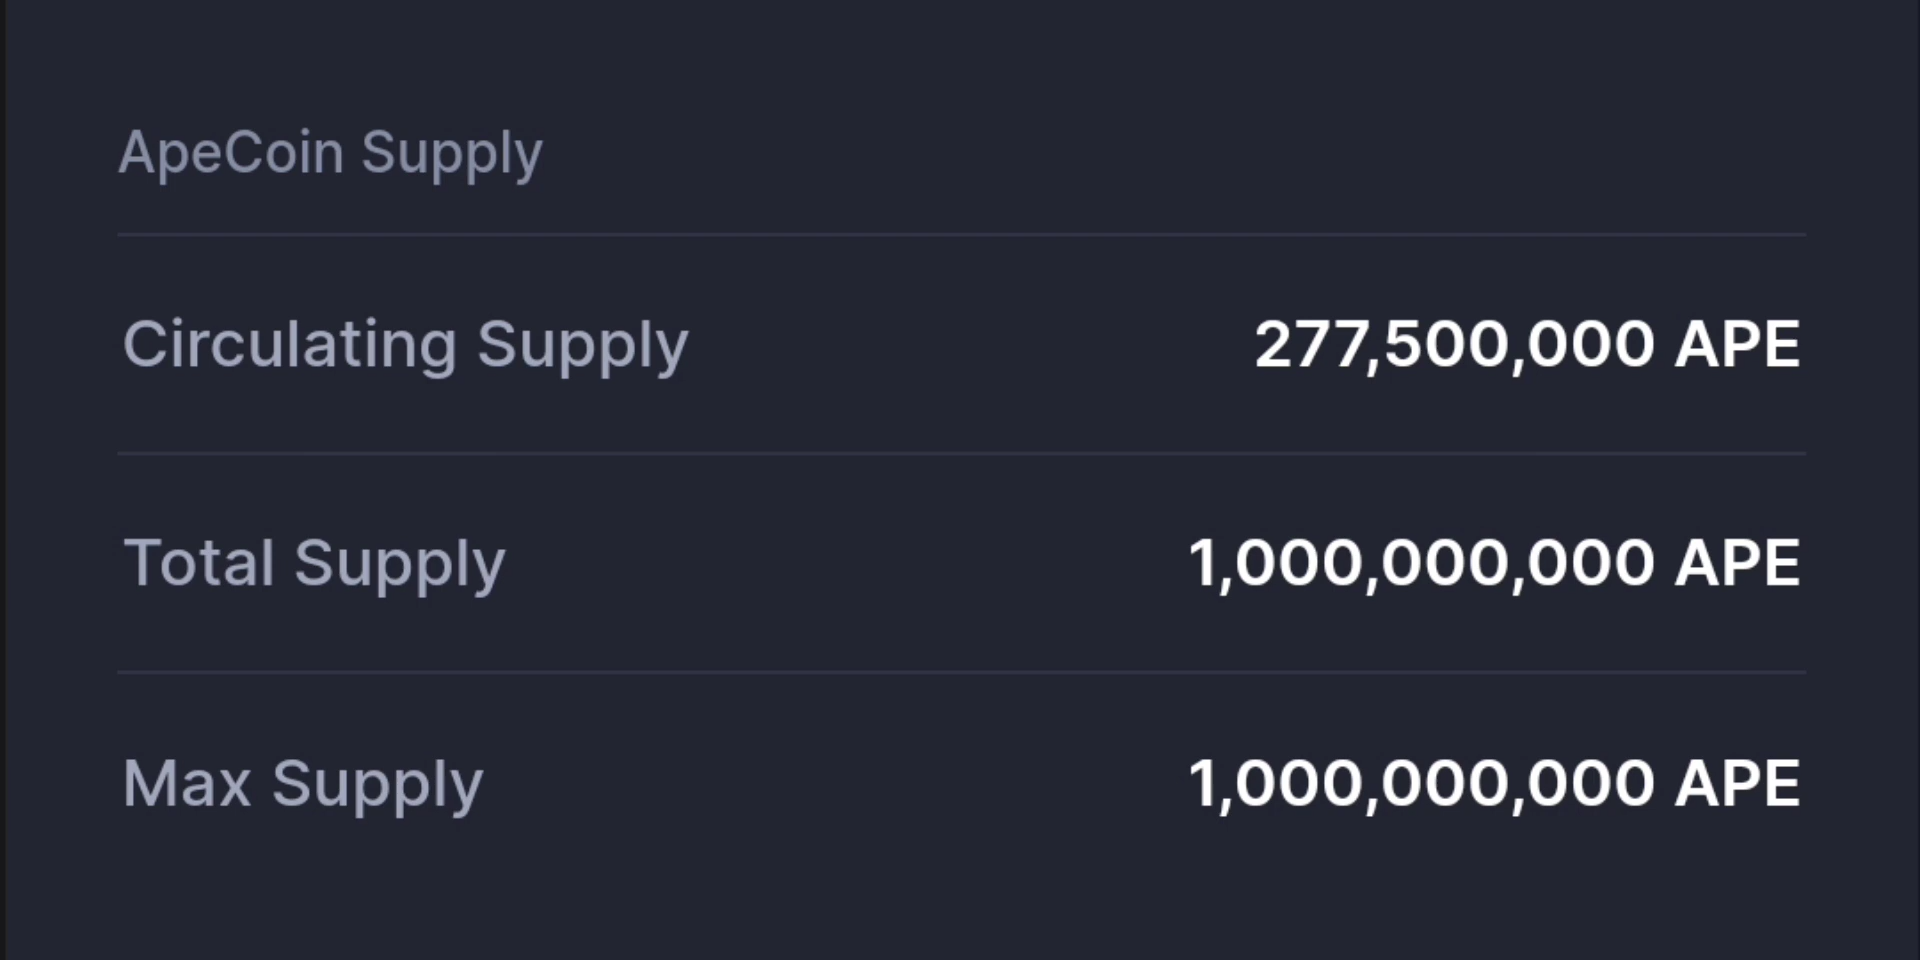 ApeCoin Supply
Circulating Supply 277,500,000 APE
Total Supply 1,000,000,000 APE
Max Supply 1,000,000,000 APE